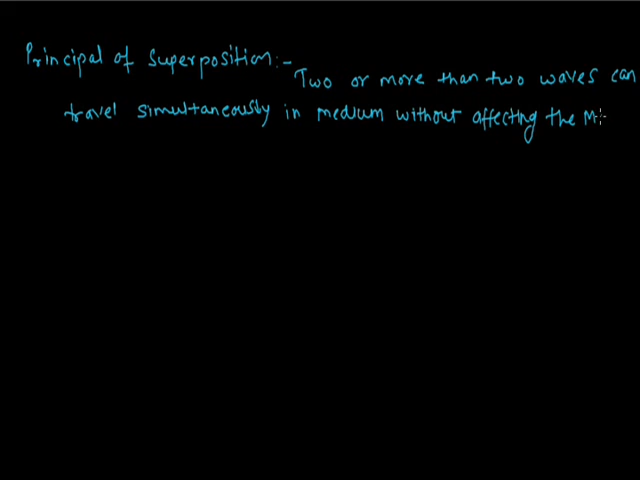 Principal of Superposition:-
Two or more than two waves can
travel simultaneously in medium without affecting the M